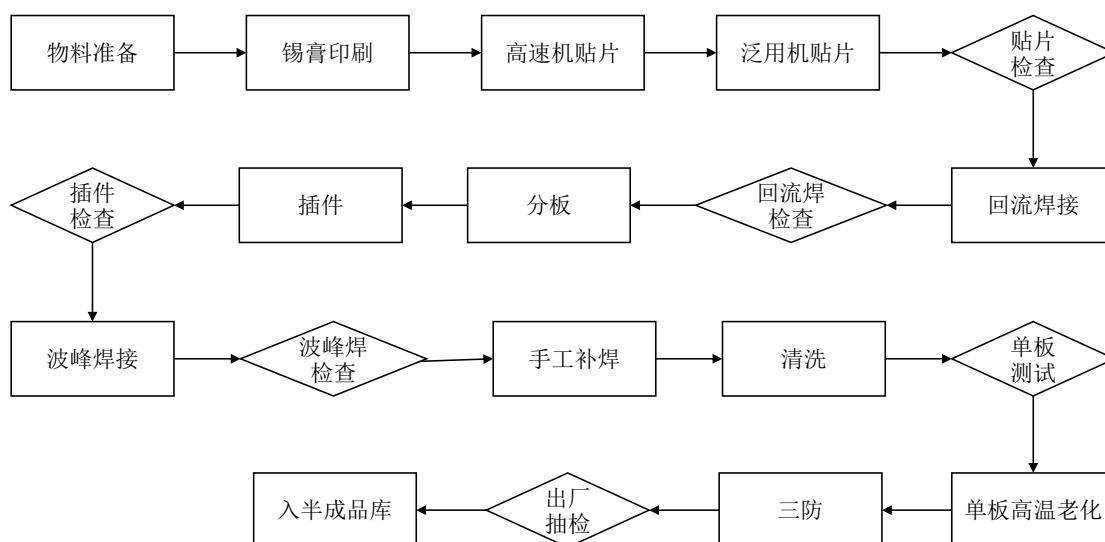 物料准备
锡膏印刷
高速机贴片
泛用机贴片
贴片
检查
插件
检查
插件
分板
回流焊
检查
回流焊接
波峰焊接
波峰焊
检查
手工补焊
清洗
单板
测试
入半成品库
出厂
抽检
三防
单板高温老化